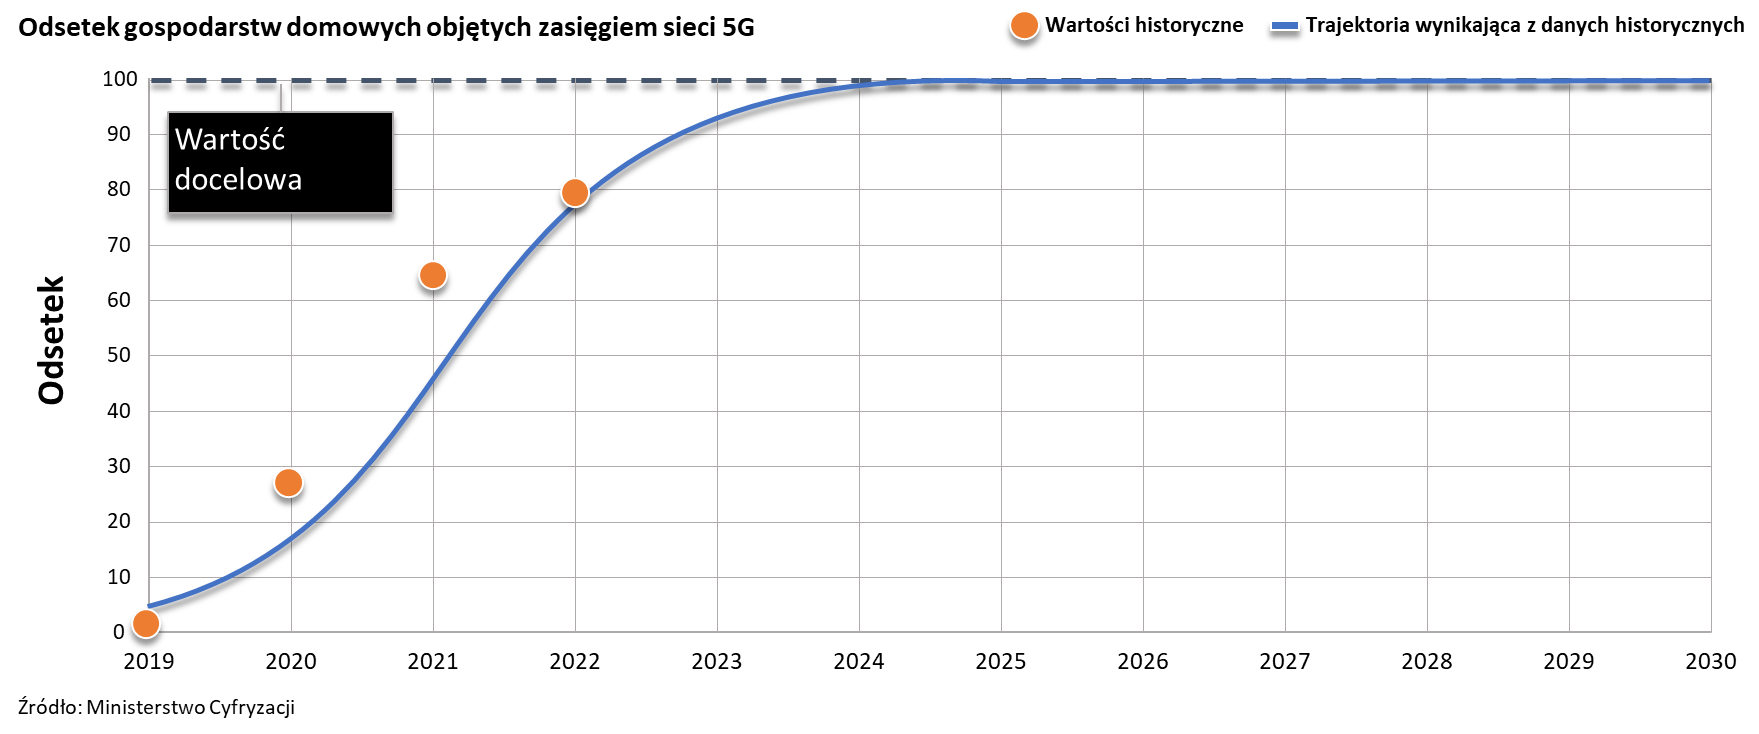 Odsetek gospodarstw domowych objętych zasięgiem sieci 5G
Wartości historyczne
Trajektoria wynikająca z danych historycznych
100
90
80
70
60
50
40
30
20
10
0
Wartość
docelowa
Odsetek
2019 2020 2021 2022 2023 2024 2025 2026 2027 2028 2029 2030
Źródło: Ministerstwo Cyfryzacji